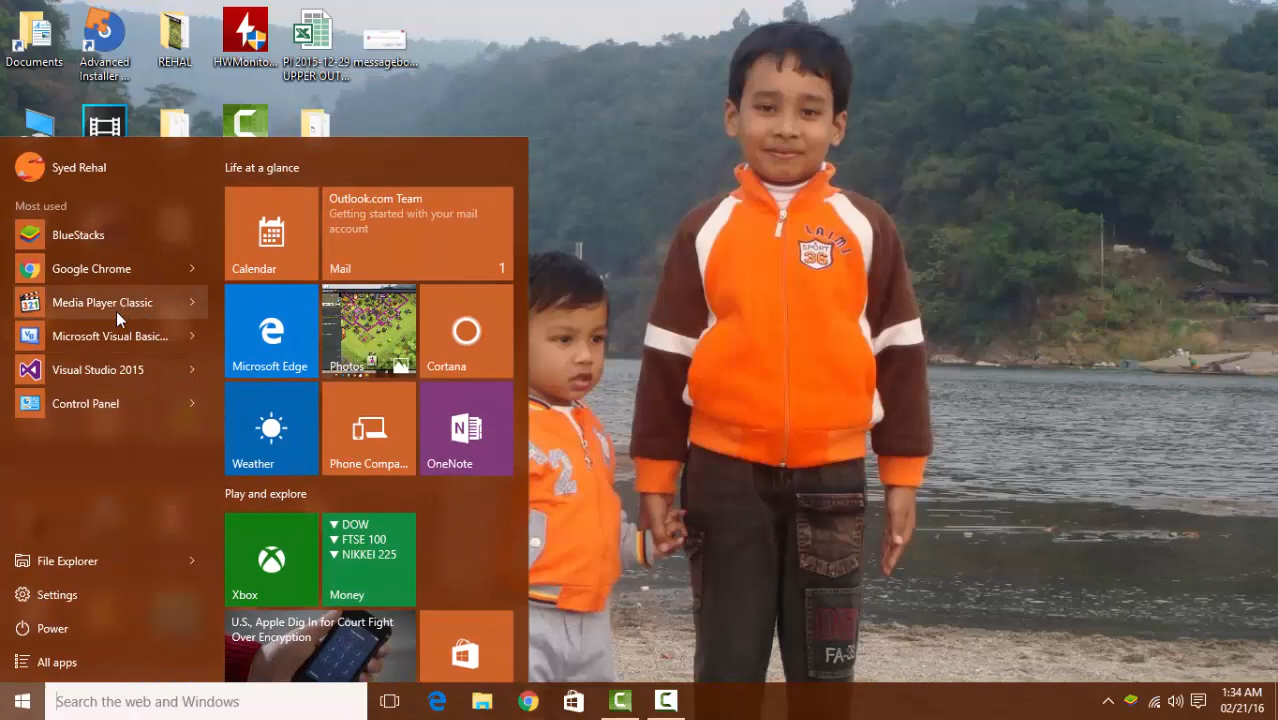 Documents
Advanced
Installer ...
REHAL
HWMonito...
PI 2015-12-29
UPPER OUT...
messagebo...
Syed Rehal
Most used
BlueStacks
Google Chrome
Media Player Classic
Microsoft Visual Basic...
Visual Studio 2015
Control Panel
File Explorer
Settings
Power
All apps
Life at a glance
Calendar
Outlook.com Team
Getting started with your mail
account
Mail
1
Microsoft Edge
Photos
Cortana
Weather
Phone Compa...
OneNote
Play and explore
Xbox
▼ DOW
▼ FTSE 100
▼ NIKKEI 225
Money
U.S., Apple Dig In for Court Fight
Over Encryption
LAIMI
SPORT
36
FA-
Search the web and Windows
1:34 AM
02/21/16